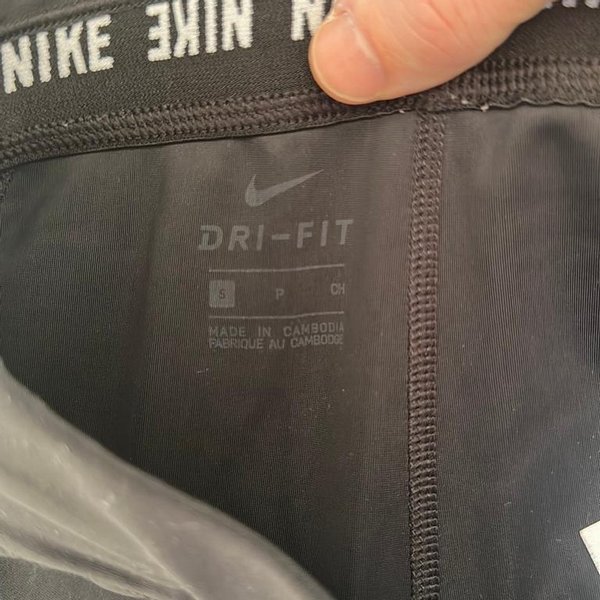 NIKE NIKE N
DRI-FIT
S P CH
MADE IN CAMBODIA
FABRIQUE AU CAMBODGE